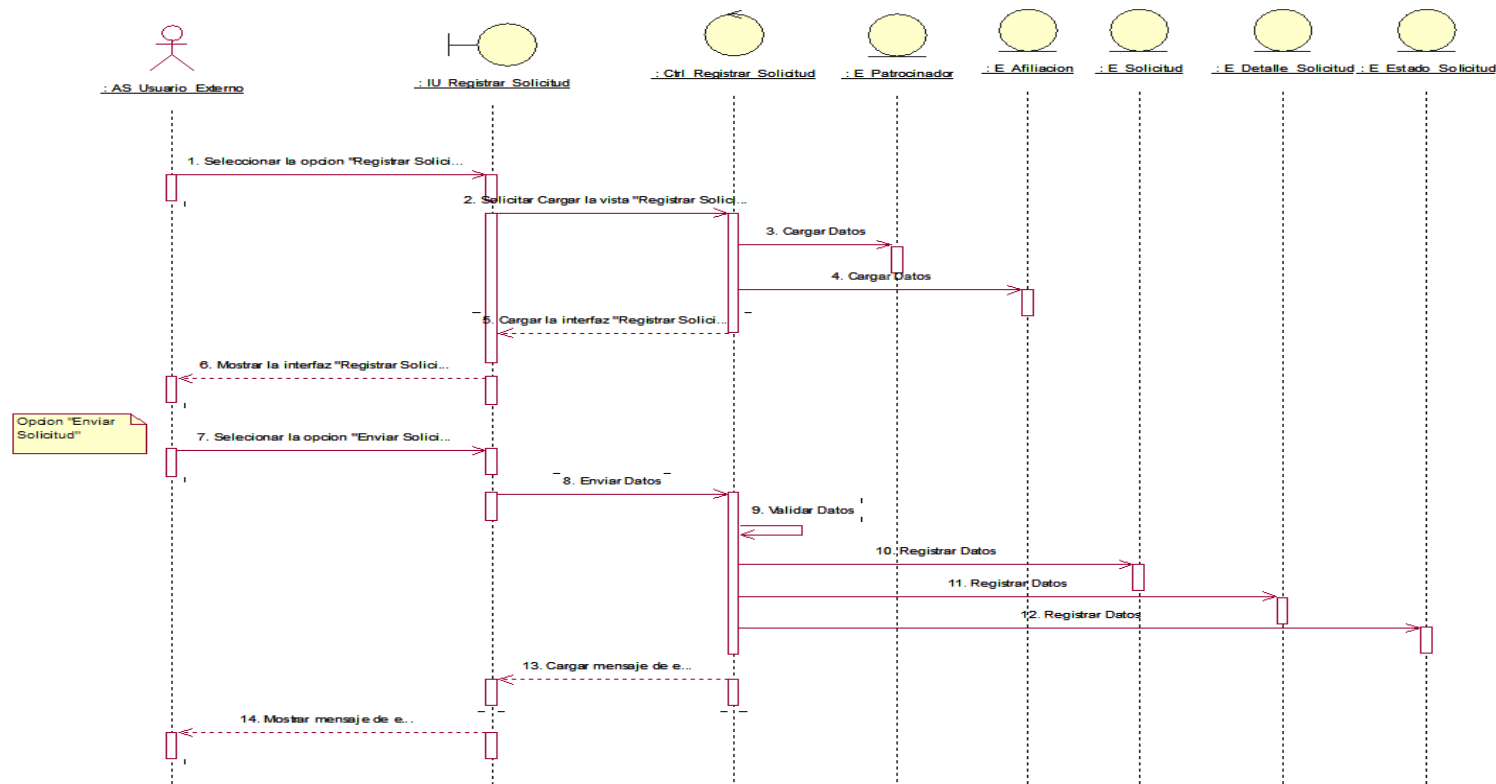 : AS_Usuario_Externo
: IU_Registrar_Solicitud
: Ctrl_Registrar_Solicitud
: E_Patrocinador
: E_Afiliacion
: E_Solicitud
: E_Detalle_Solicitud
: E_Estado_Solicitud
1. Seleccionar la opcion "Registrar Solici...
2. Solicitar Cargar la vista "Registrar Solici...
3. Cargar Datos
4. Cargar Datos
5. Cargar la interfaz "Registrar Solici...
6. Mostrar la interfaz "Registrar Solici...
Opcion "Enviar
Solicitud"
7. Selecionar la opcion "Enviar Solici...
8. Enviar Datos
9. Validar Datos
10. Registrar Datos
11. Registrar Datos
12. Registrar Datos
13. Cargar mensaje de e...
14. Mostrar mensaje de e...